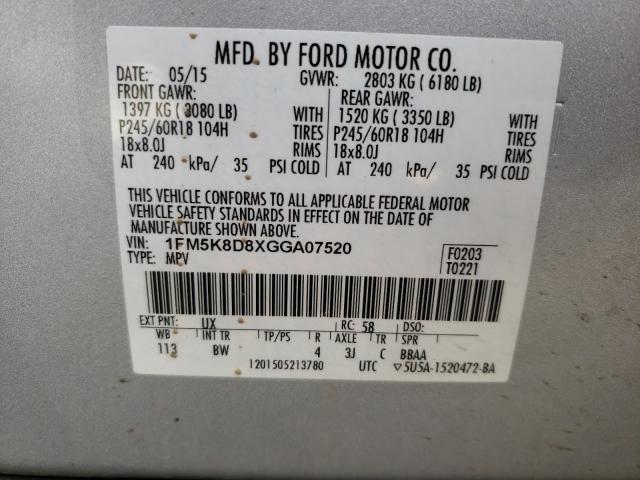 MFD. BY FORD MOTOR CO.
DATE: 05/15 GVWR: 2803 KG ( 6180 LB)
FRONT GAWR: REAR GAWR:
1397 KG ( 3080 LB) WITH 1520 KG ( 3350 LB) WITH
P245/60R18 104H TIRES P245/60R18 104H TIRES
18x8.0J RIMS 18x8.0J RIMS
AT 240 kPa/ 35 PSI COLD AT 240 kPa/ 35 PSI COLD
THIS VEHICLE CONFORMS TO ALL APPLICABLE FEDERAL MOTOR
VEHICLE SAFETY STANDARDS IN EFFECT ON THE DATE OF
MANUFACTURE SHOWN ABOVE.
VIN: 1FM5K8D8XGGA07520 F0203
TYPE: MPV T0221
EXT PNT: UX RC: 58 DSO:
WB INT TR TP/PS R AXLE TR SPR
113 BW 4 3J C BBAA
1201505213780 UTC ▽5U5A-1520472-BA